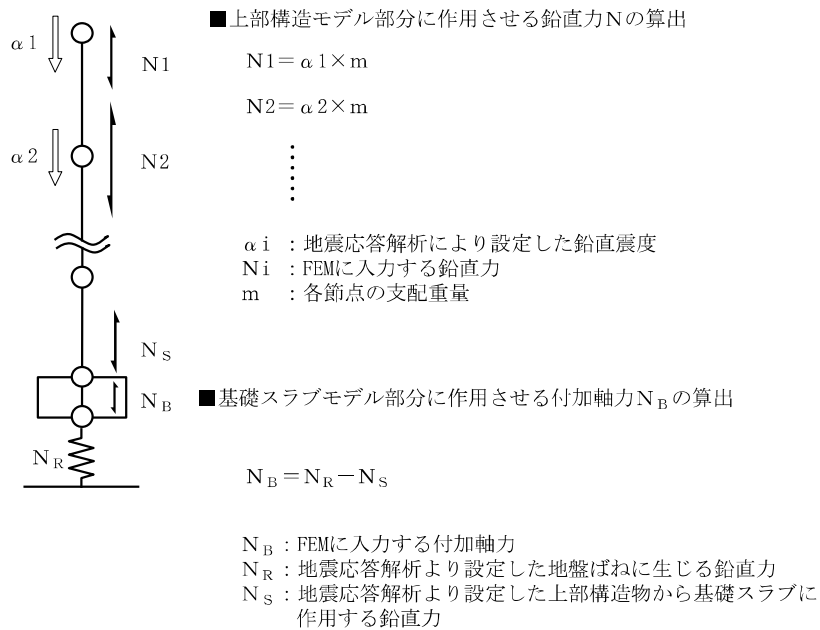 ■上部構造モデル部分に作用させる鉛直力Nの算出
α1
N1
N1=α1×m
N2=α2×m
α2
N2
αi：地震応答解析により設定した鉛直震度
Ni：FEMに入力する鉛直力
m：各節点の支配重量
NS
NB
■基礎スラブモデル部分に作用させる付加軸力NBの算出
NR
NB=NR－NS
NB：FEMに入力する付加軸力
NR：地震応答解析より設定した地盤ばねに生じる鉛直力
NS：地震応答解析より設定した上部構造物から基礎スラブに
作用する鉛直力